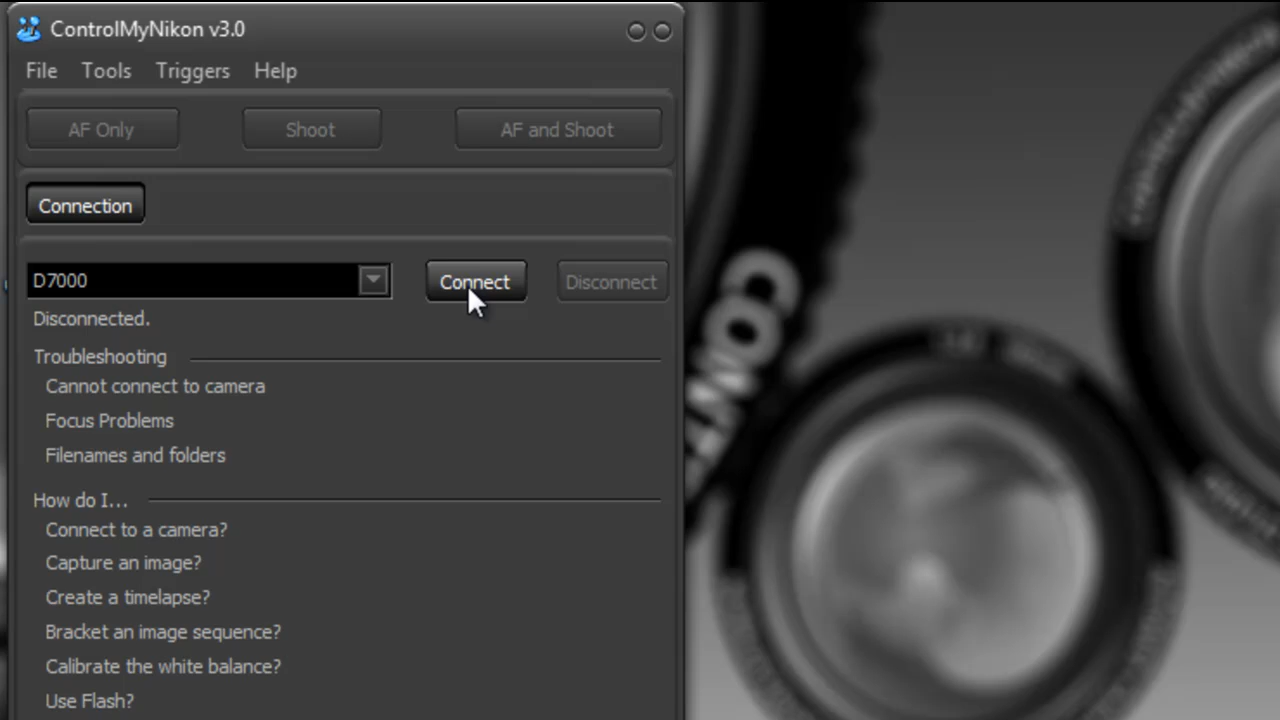 ControlMyNikon v3.0
File Tools Triggers Help
AF Only Shoot AF and Shoot
Connection
D7000 Connect Disconnect
Disconnected.
Troubleshooting
Cannot connect to camera
Focus Problems
Filenames and folders
How do I...
Connect to a camera?
Capture an image?
Create a timelapse?
Bracket an image sequence?
Calibrate the white balance?
Use Flash?